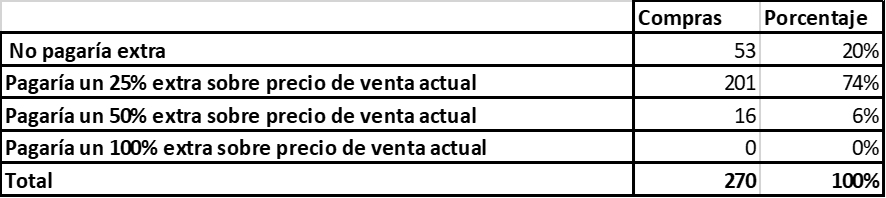 Compras Porcentaje
No pagaría extra 53 20%
Pagaría un 25% extra sobre precio de venta actual 201 74%
Pagaría un 50% extra sobre precio de venta actual 16 6%
Pagaría un 100% extra sobre precio de venta actual 0 0%
Total 270 100%